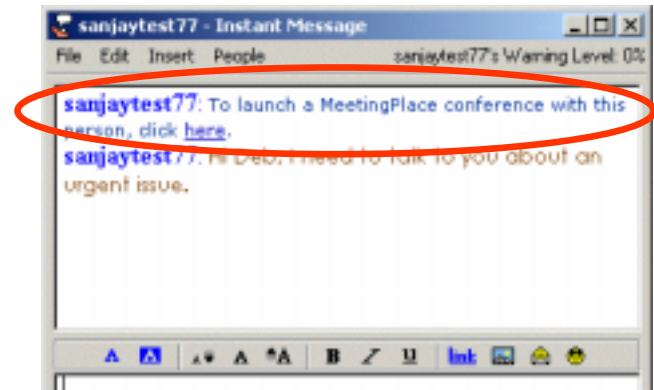 sanjaytest77 - Instant Message
File Edit Insert People sanjaytest77's Warning Level: 0%
sanjaytest77: To launch a MeetingPlace conference with this
person, click here.
sanjaytest77: Hi Deb, I need to talk to you about an
urgent issue.
A A A A A B I U link